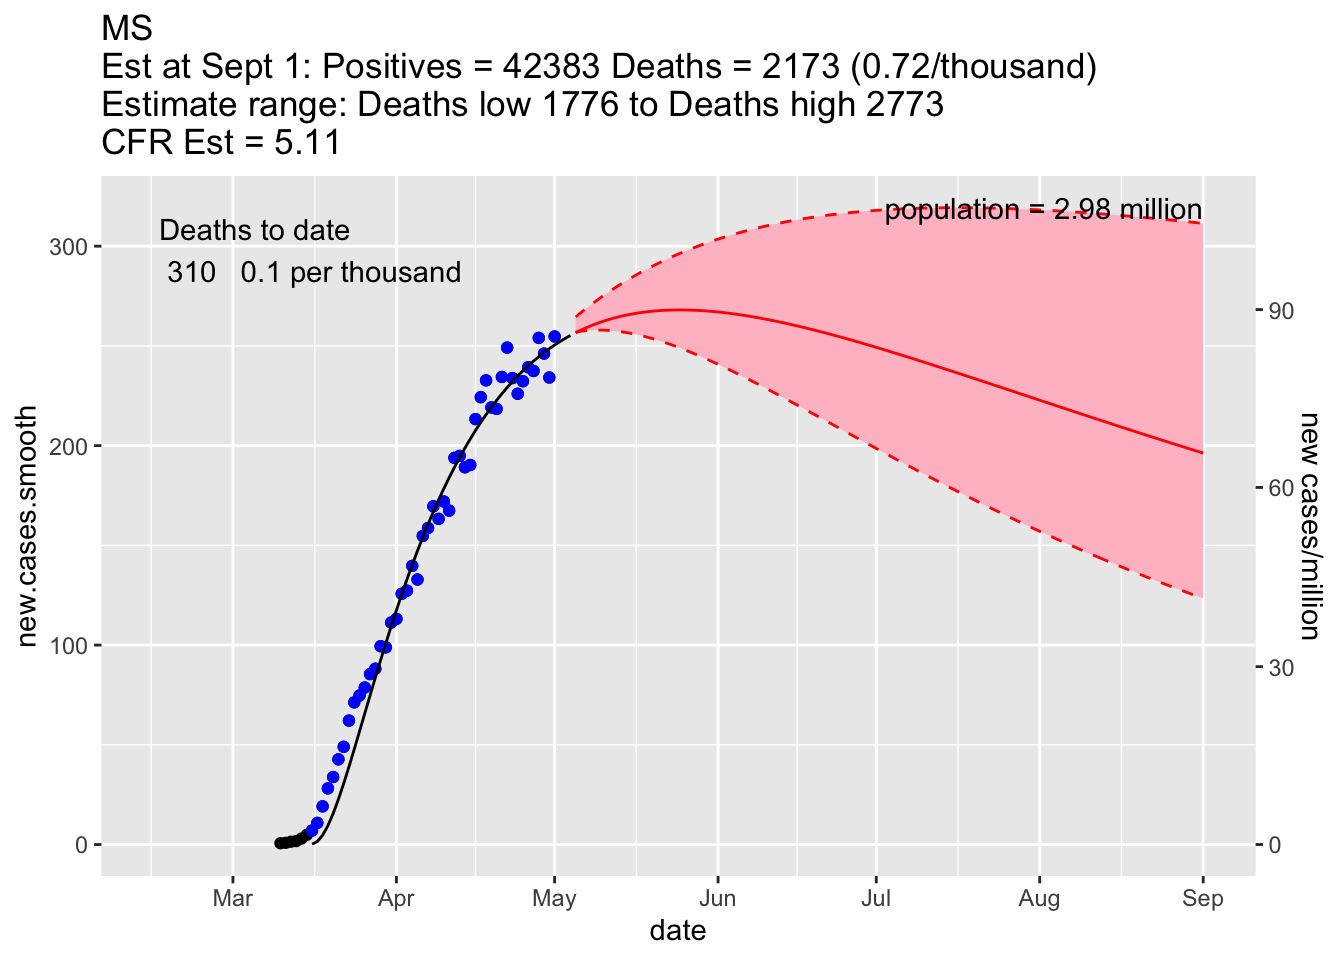 MS
Est at Sept 1: Positives = 42383 Deaths = 2173 (0.72/thousand)
Estimate range: Deaths low 1776 to Deaths high 2773
CFR Est = 5.11
population = 2.98 million
Deaths to date
310 0.1 per thousand
300
200
100
0
new.cases.smooth
90
60
30
0
new cases/million
Mar Apr May Jun Jul Aug Sep
date